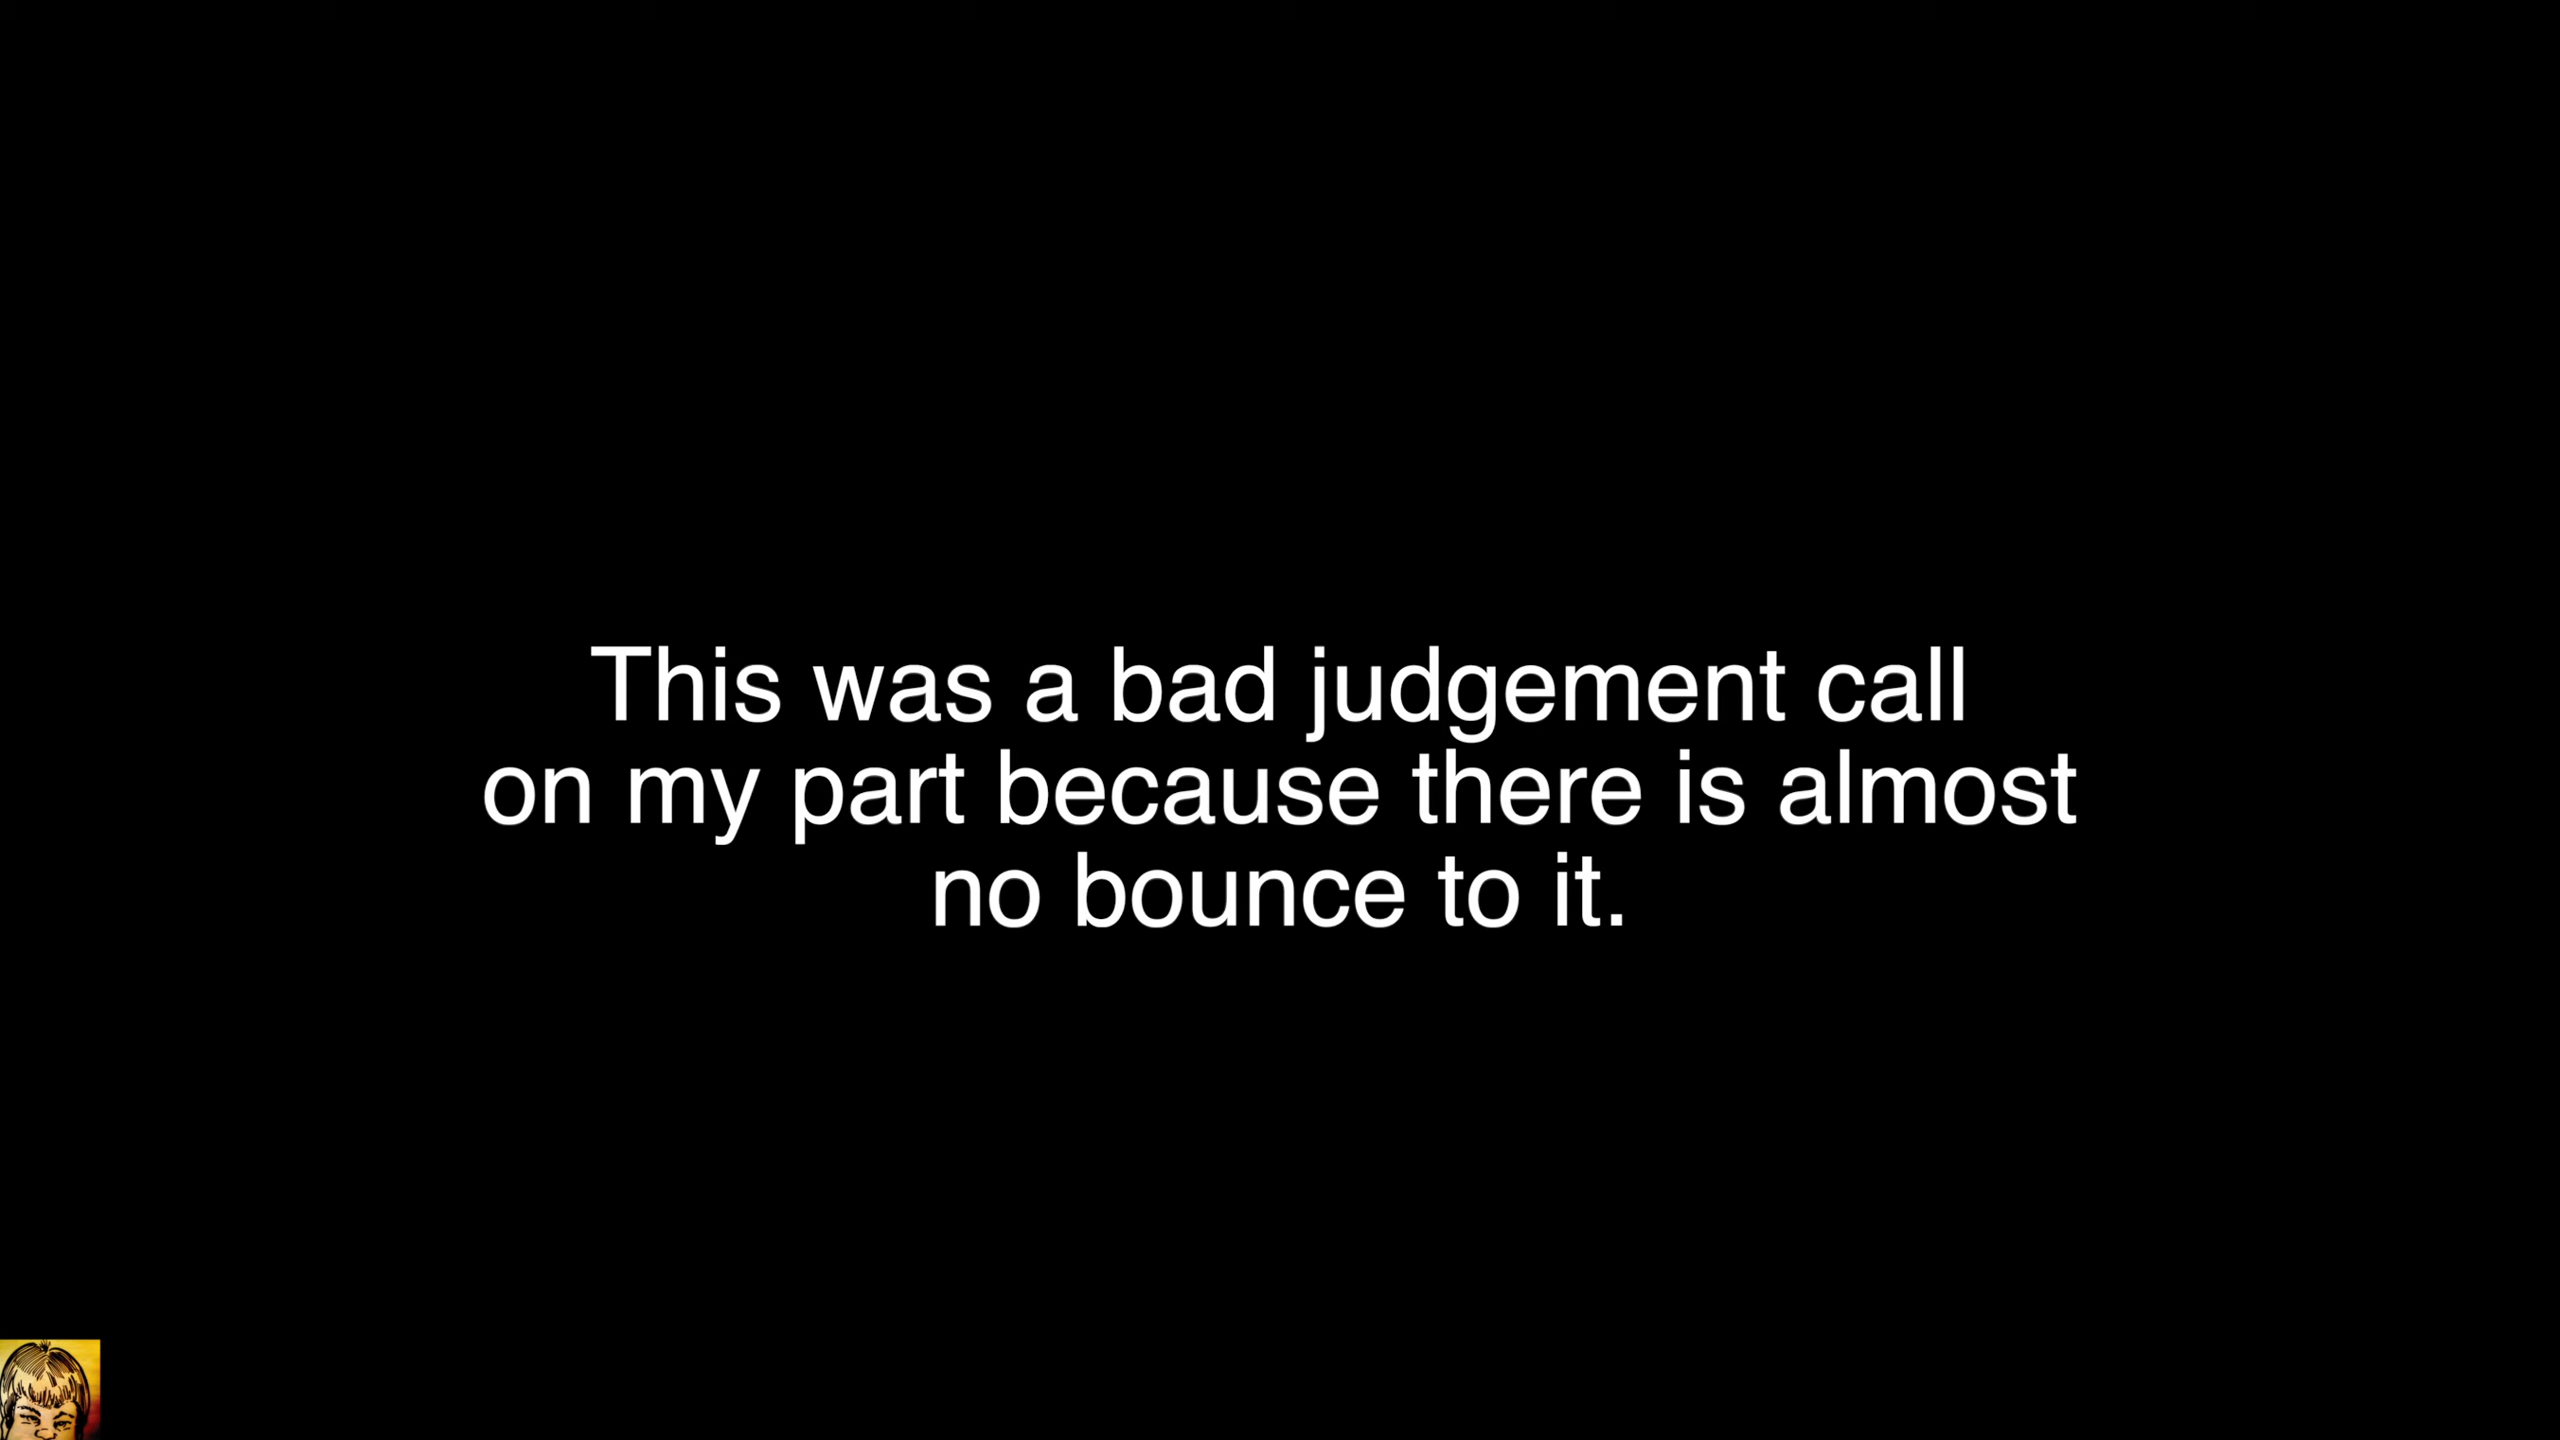 This was a bad judgement call
on my part because there is almost
no bounce to it.